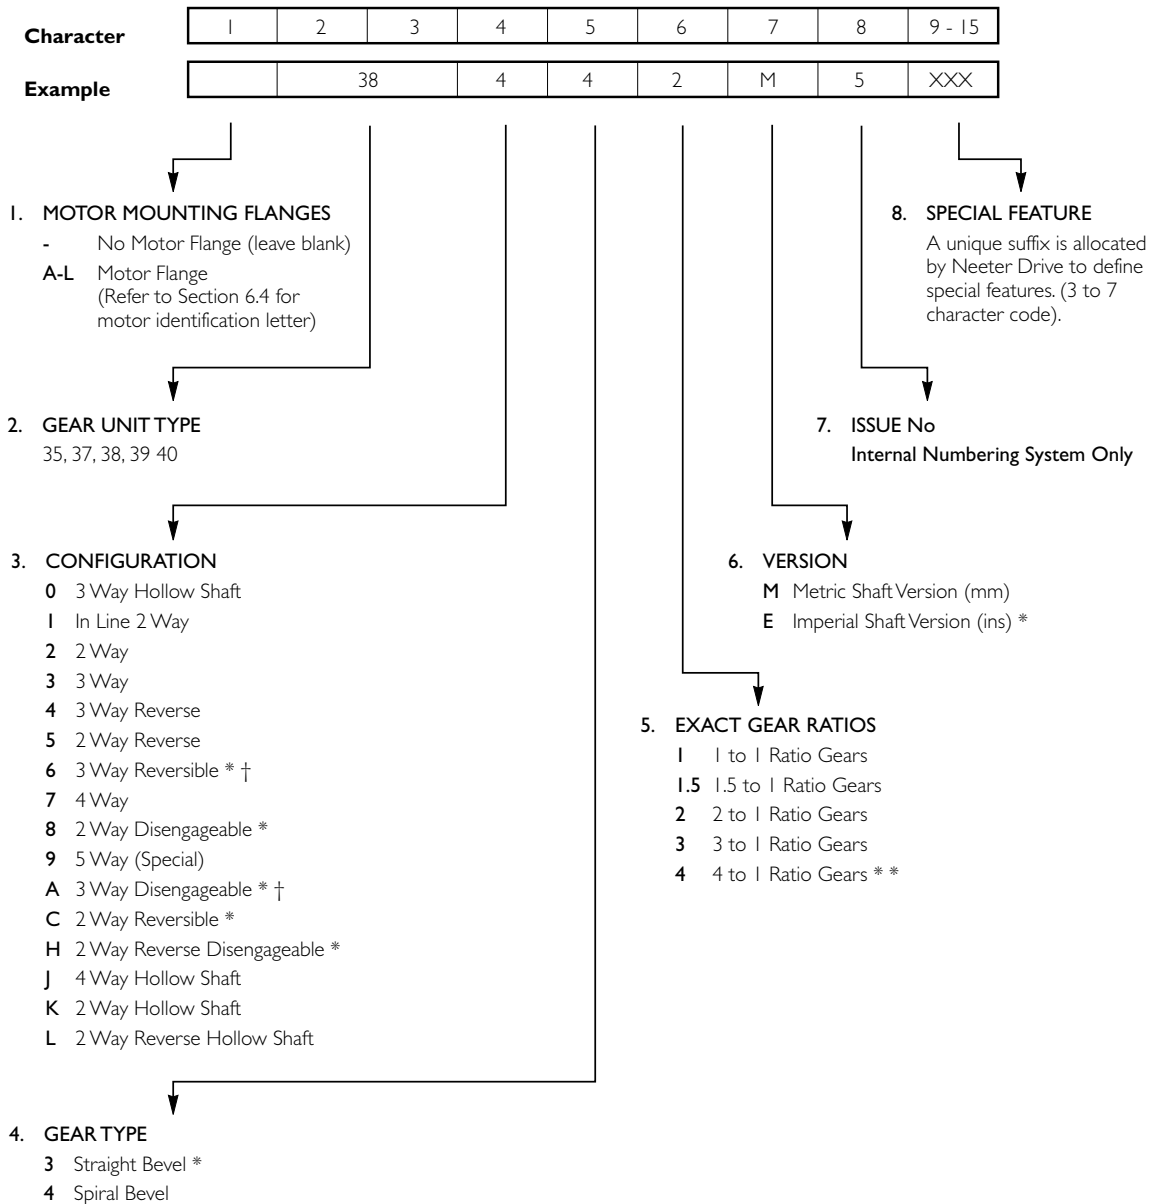 Character 1 2 3 4 5 6 7 8 9 - 15
Example 38 4 4 2 M 5 XXX
1. MOTOR MOUNTING FLANGES
- No Motor Flange (leave blank)
A-L Motor Flange
(Refer to Section 6.4 for
motor identification letter)
8. SPECIAL FEATURE
A unique suffix is allocated
by Neeter Drive to define
special features. (3 to 7
character code).
2. GEAR UNIT TYPE
35, 37, 38, 39 40
7. ISSUE No
Internal Numbering System Only
3. CONFIGURATION
0 3 Way Hollow Shaft
1 In Line 2 Way
2 2 Way
3 3 Way
4 3 Way Reverse
5 2 Way Reverse
6 3 Way Reversible * †
7 4 Way
8 2 Way Disengageable *
9 5 Way (Special)
A 3 Way Disengageable * †
C 2 Way Reversible *
H 2 Way Reverse Disengageable *
J 4 Way Hollow Shaft
K 2 Way Hollow Shaft
L 2 Way Reverse Hollow Shaft
6. VERSION
M Metric Shaft Version (mm)
E Imperial Shaft Version (ins) *
5. EXACT GEAR RATIOS
1 1 to 1 Ratio Gears
1.5 1.5 to 1 Ratio Gears
2 2 to 1 Ratio Gears
3 3 to 1 Ratio Gears
4 4 to 1 Ratio Gears * *
4. GEAR TYPE
3 Straight Bevel *
4 Spiral Bevel